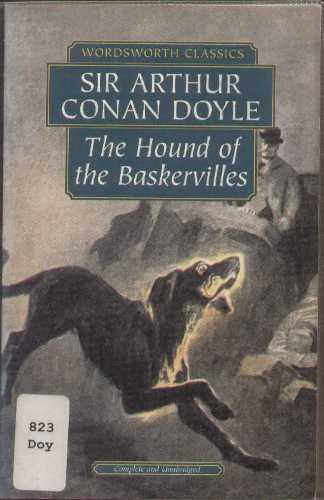 WORDSWORTH CLASSICS
SIR ARTHUR
CONAN DOYLE
The Hound of
the Baskervilles
823
Doy
Complete and Unabridged